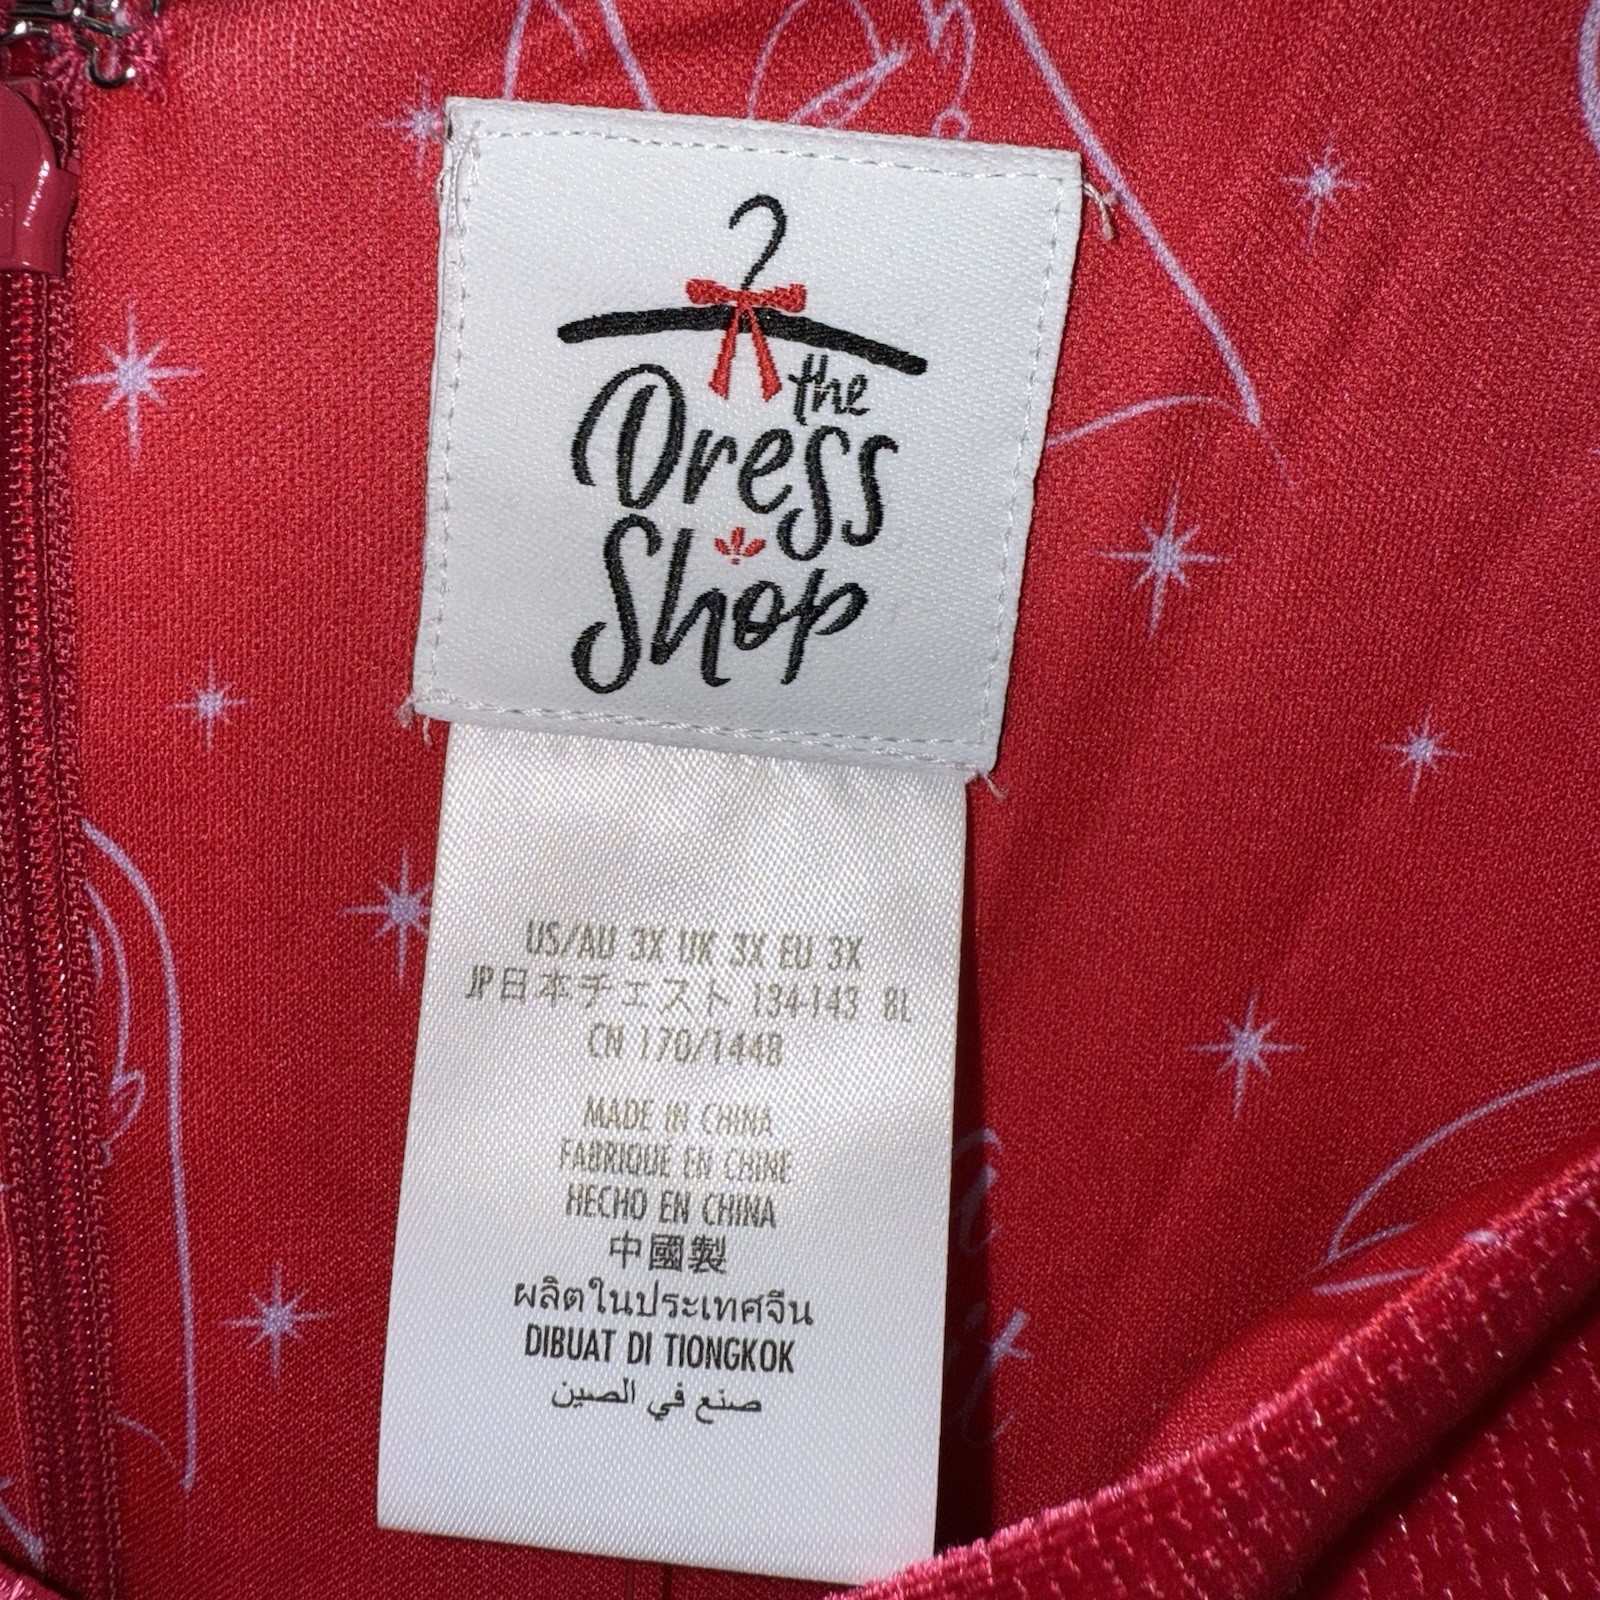 the
Dress
Shop
US/AU 3X UK 3X EU 3X
JP日本チェスト 134-143 8L
CN 170/144B
MADE IN CHINA
FABRIQUÉ EN CHINE
HECHO EN CHINA
中國製
ผลิตในประเทศจีน
DIBUAT DI TIONGKOK
صنع في الصين